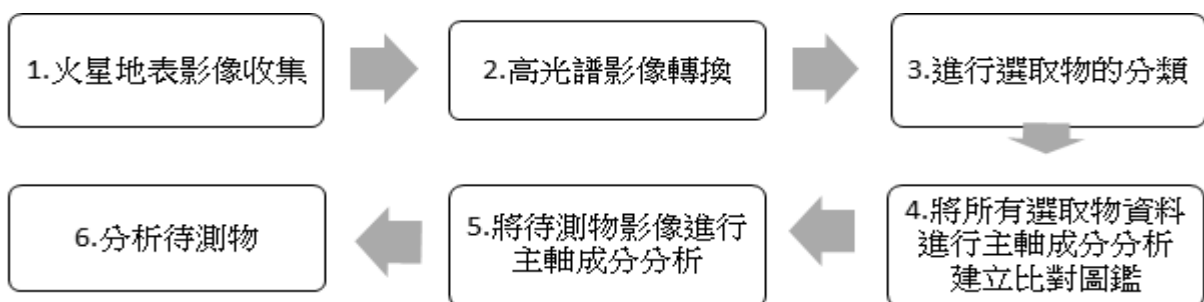 1.火星地表影像收集
2.高光譜影像轉換
3.進行選取物的分類
4.將所有選取物資料
進行主軸成分分析
建立比對圖鑑
5.將待測物影像進行
主軸成分分析
6.分析待測物